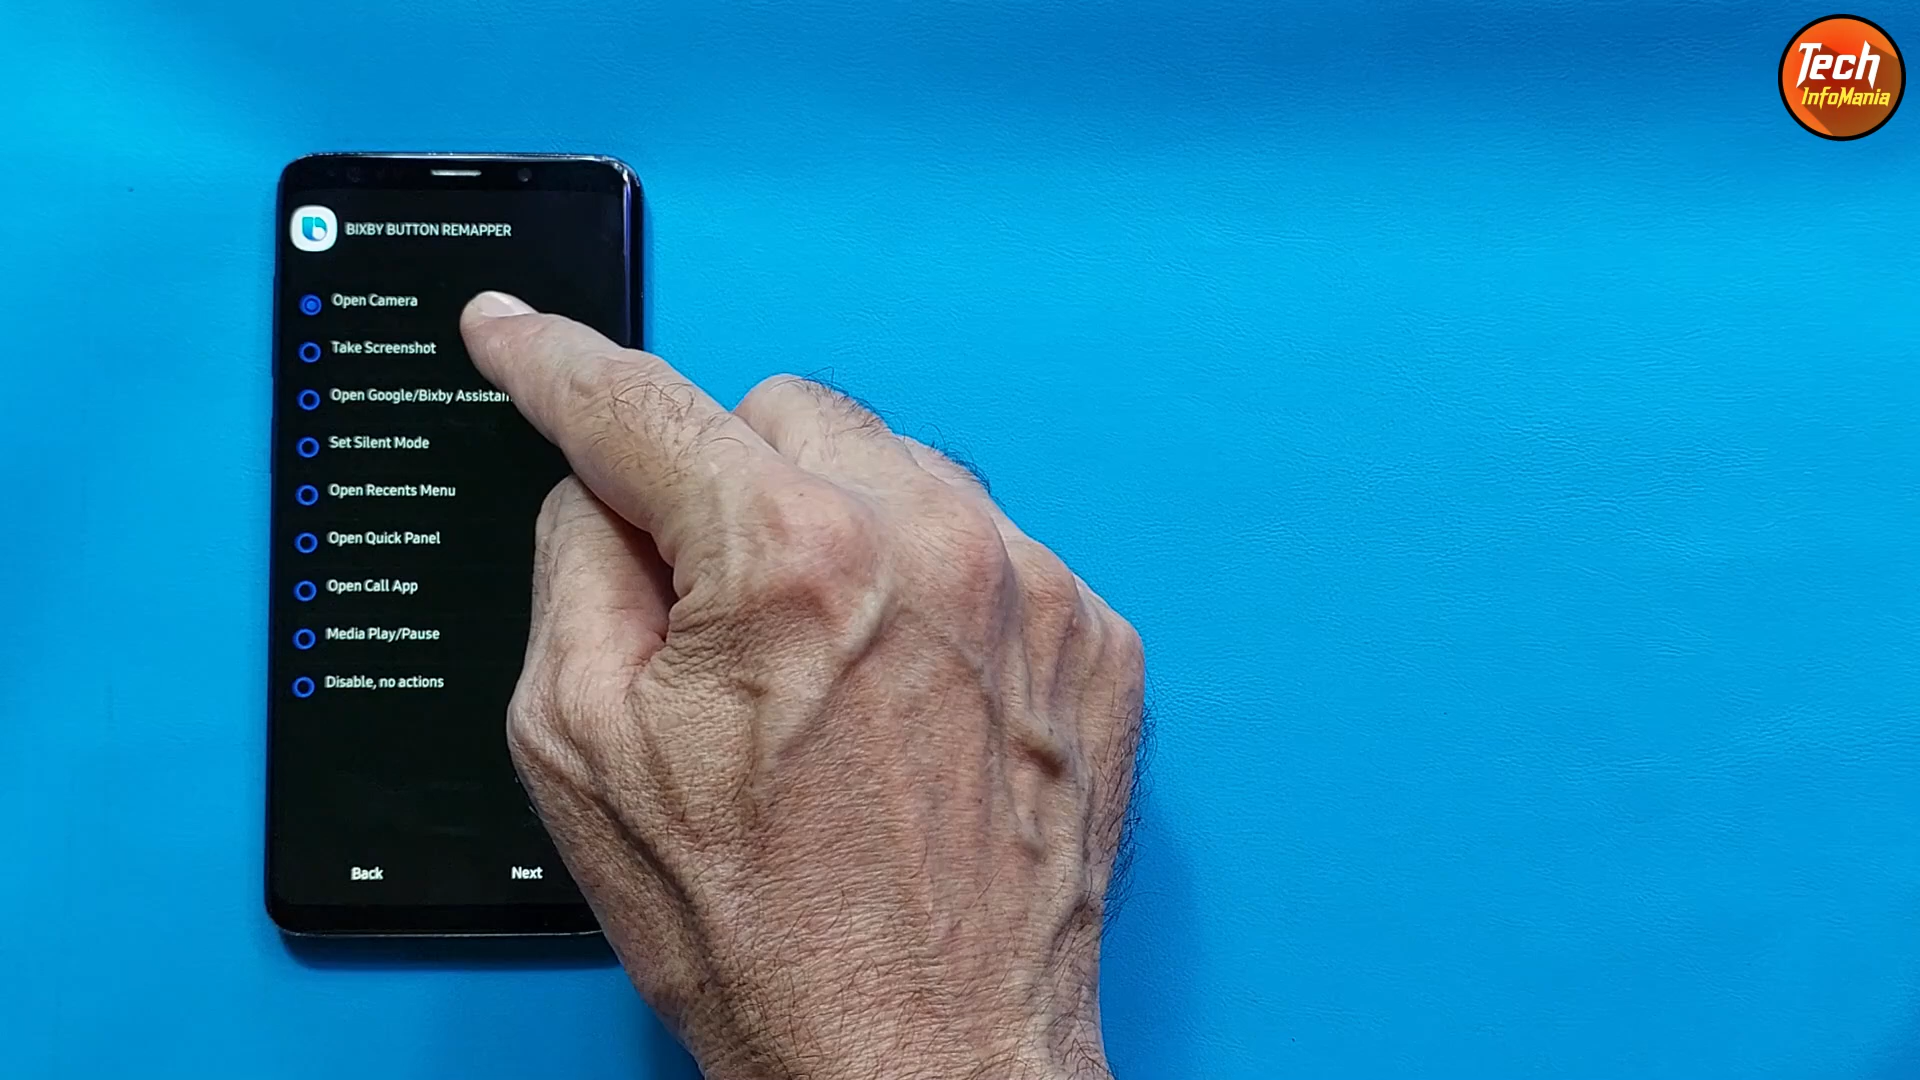 Tech
InfoMania
BIXBY BUTTON REMAPPER
Open Camera
Take Screenshot
Open Google/Bixby
Set Silent Mode
Open Recents Menu
Open Quick Panel
Open Call App
Media Play/Pause
Disable, no actions
Back
Next